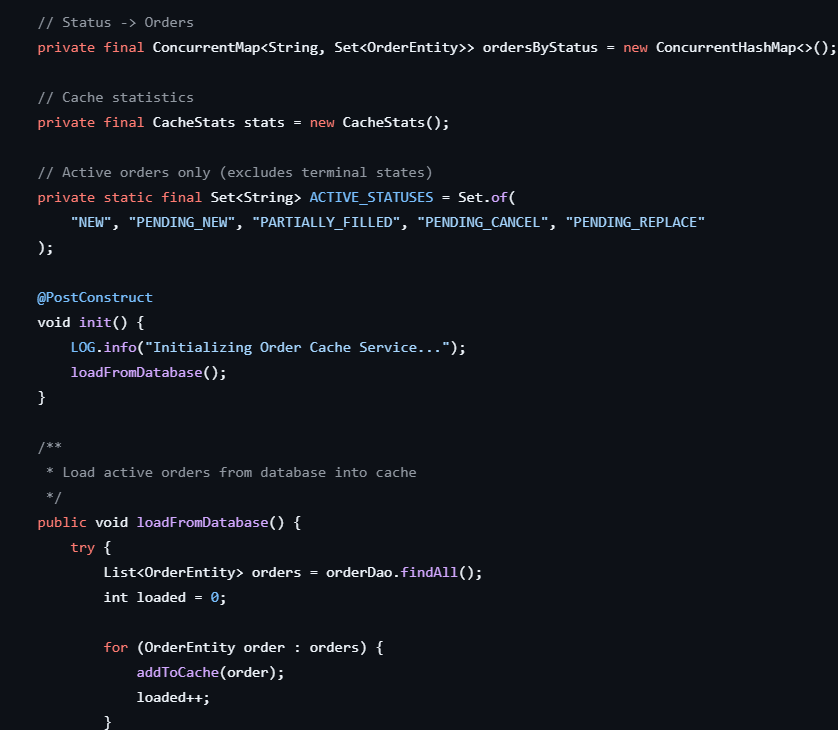 // Status -> Orders
private final ConcurrentMap<String, Set<OrderEntity>> ordersByStatus = new ConcurrentHashMap<>();
// Cache statistics
private final CacheStats stats = new CacheStats();
// Active orders only (excludes terminal states)
private static final Set<String> ACTIVE_STATUSES = Set.of(
"NEW", "PENDING_NEW", "PARTIALLY_FILLED", "PENDING_CANCEL", "PENDING_REPLACE"
);
@PostConstruct
void init() {
LOG.info("Initializing Order Cache Service...");
loadFromDatabase();
}
/**
* Load active orders from database into cache
*/
public void loadFromDatabase() {
try {
List<OrderEntity> orders = orderDao.findAll();
int loaded = 0;
for (OrderEntity order : orders) {
addToCache(order);
loaded++;
}